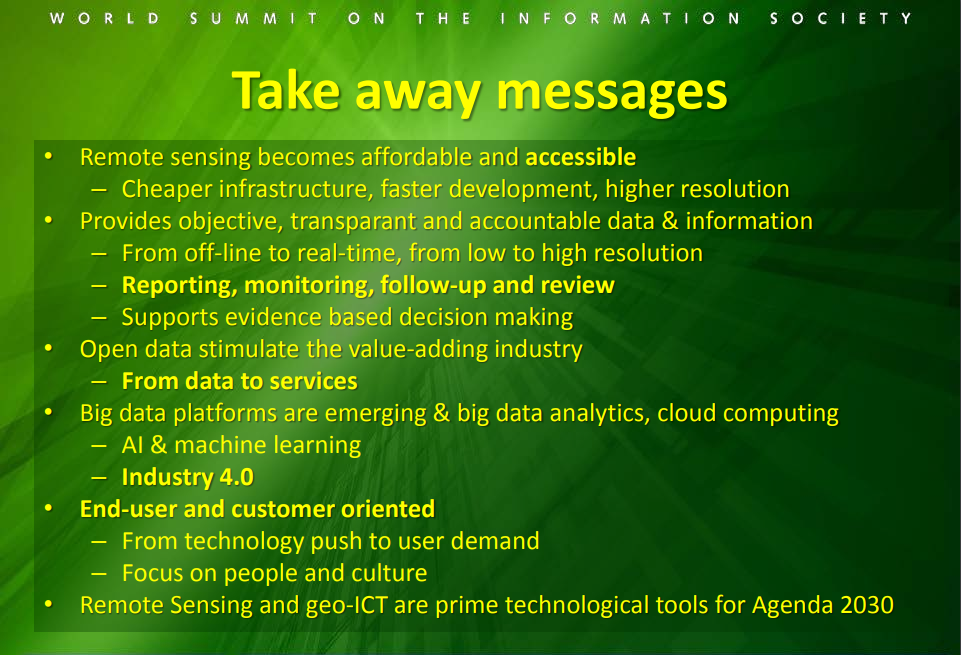 WORLD SUMMIT ON THE INFORMATION SOCIETY
Take away messages
• Remote sensing becomes affordable and accessible
– Cheaper infrastructure, faster development, higher resolution
• Provides objective, transparant and accountable data & information
– From off-line to real-time, from low to high resolution
– Reporting, monitoring, follow-up and review
– Supports evidence based decision making
• Open data stimulate the value-adding industry
– From data to services
• Big data platforms are emerging & big data analytics, cloud computing
– AI & machine learning
– Industry 4.0
• End-user and customer oriented
– From technology push to user demand
– Focus on people and culture
• Remote Sensing and geo-ICT are prime technological tools for Agenda 2030